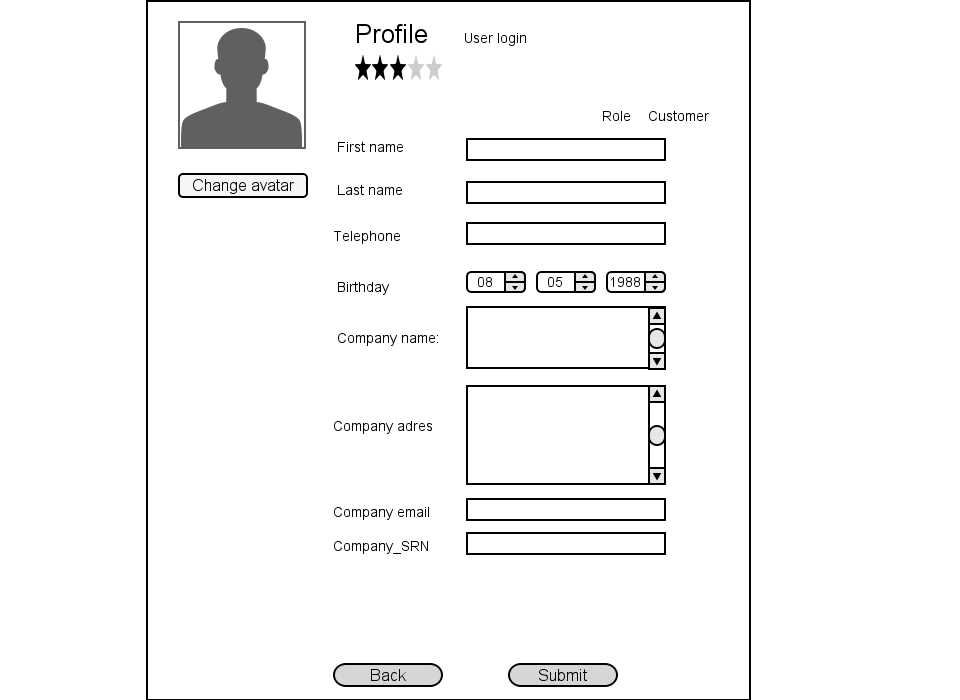 Profile User login
Role Customer
First name
Change avatar
Last name
Telephone
Birthday 08 05 1988
Company name:
Company adres
Company email
Company_SRN
Back Submit